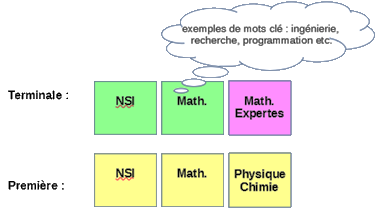 exemples de mots clé : ingénierie,
recherche, programmation etc.
Terminale :
NSI
Math.
Math.
Expertes
Première :
NSI
Math.
Physique
Chimie